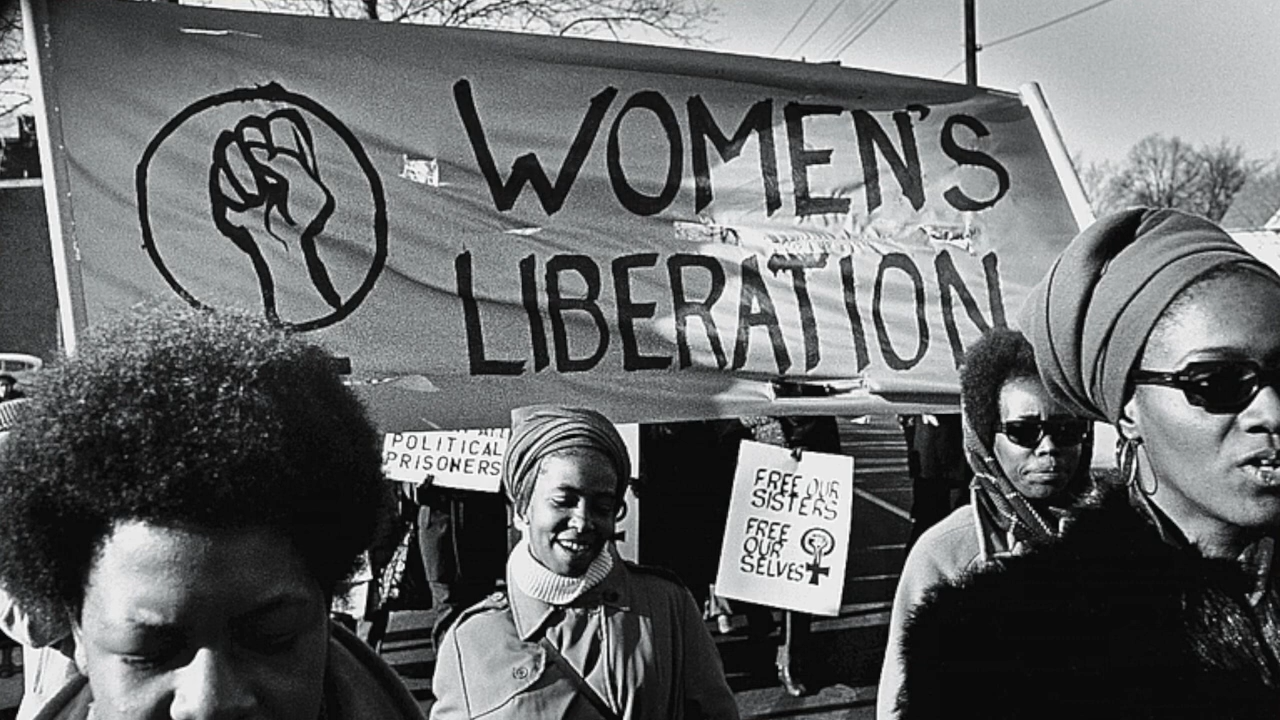 WOMEN'S
LIBERATION
POLITICAL
PRISONERS
FREE OUR
SISTERS
FREE
OUR
SELVES